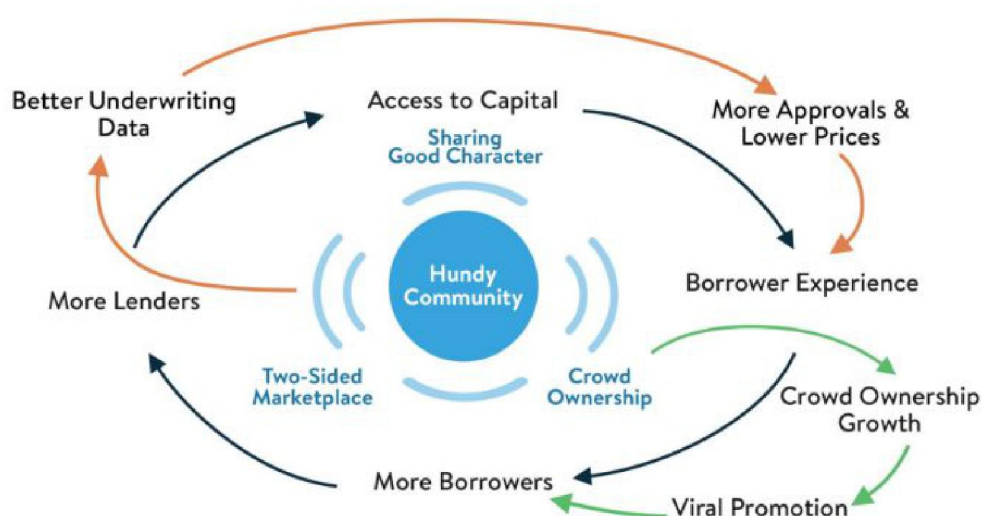 Access to Capital
Better Underwriting
Data
More Approvals &
Lower Prices
Sharing
Good Character
Hundy
Community
Borrower Experience
More Lenders
Two-Sided
Marketplace
Crowd
Ownership
Crowd Ownership
Growth
More Borrowers
Viral Promotion